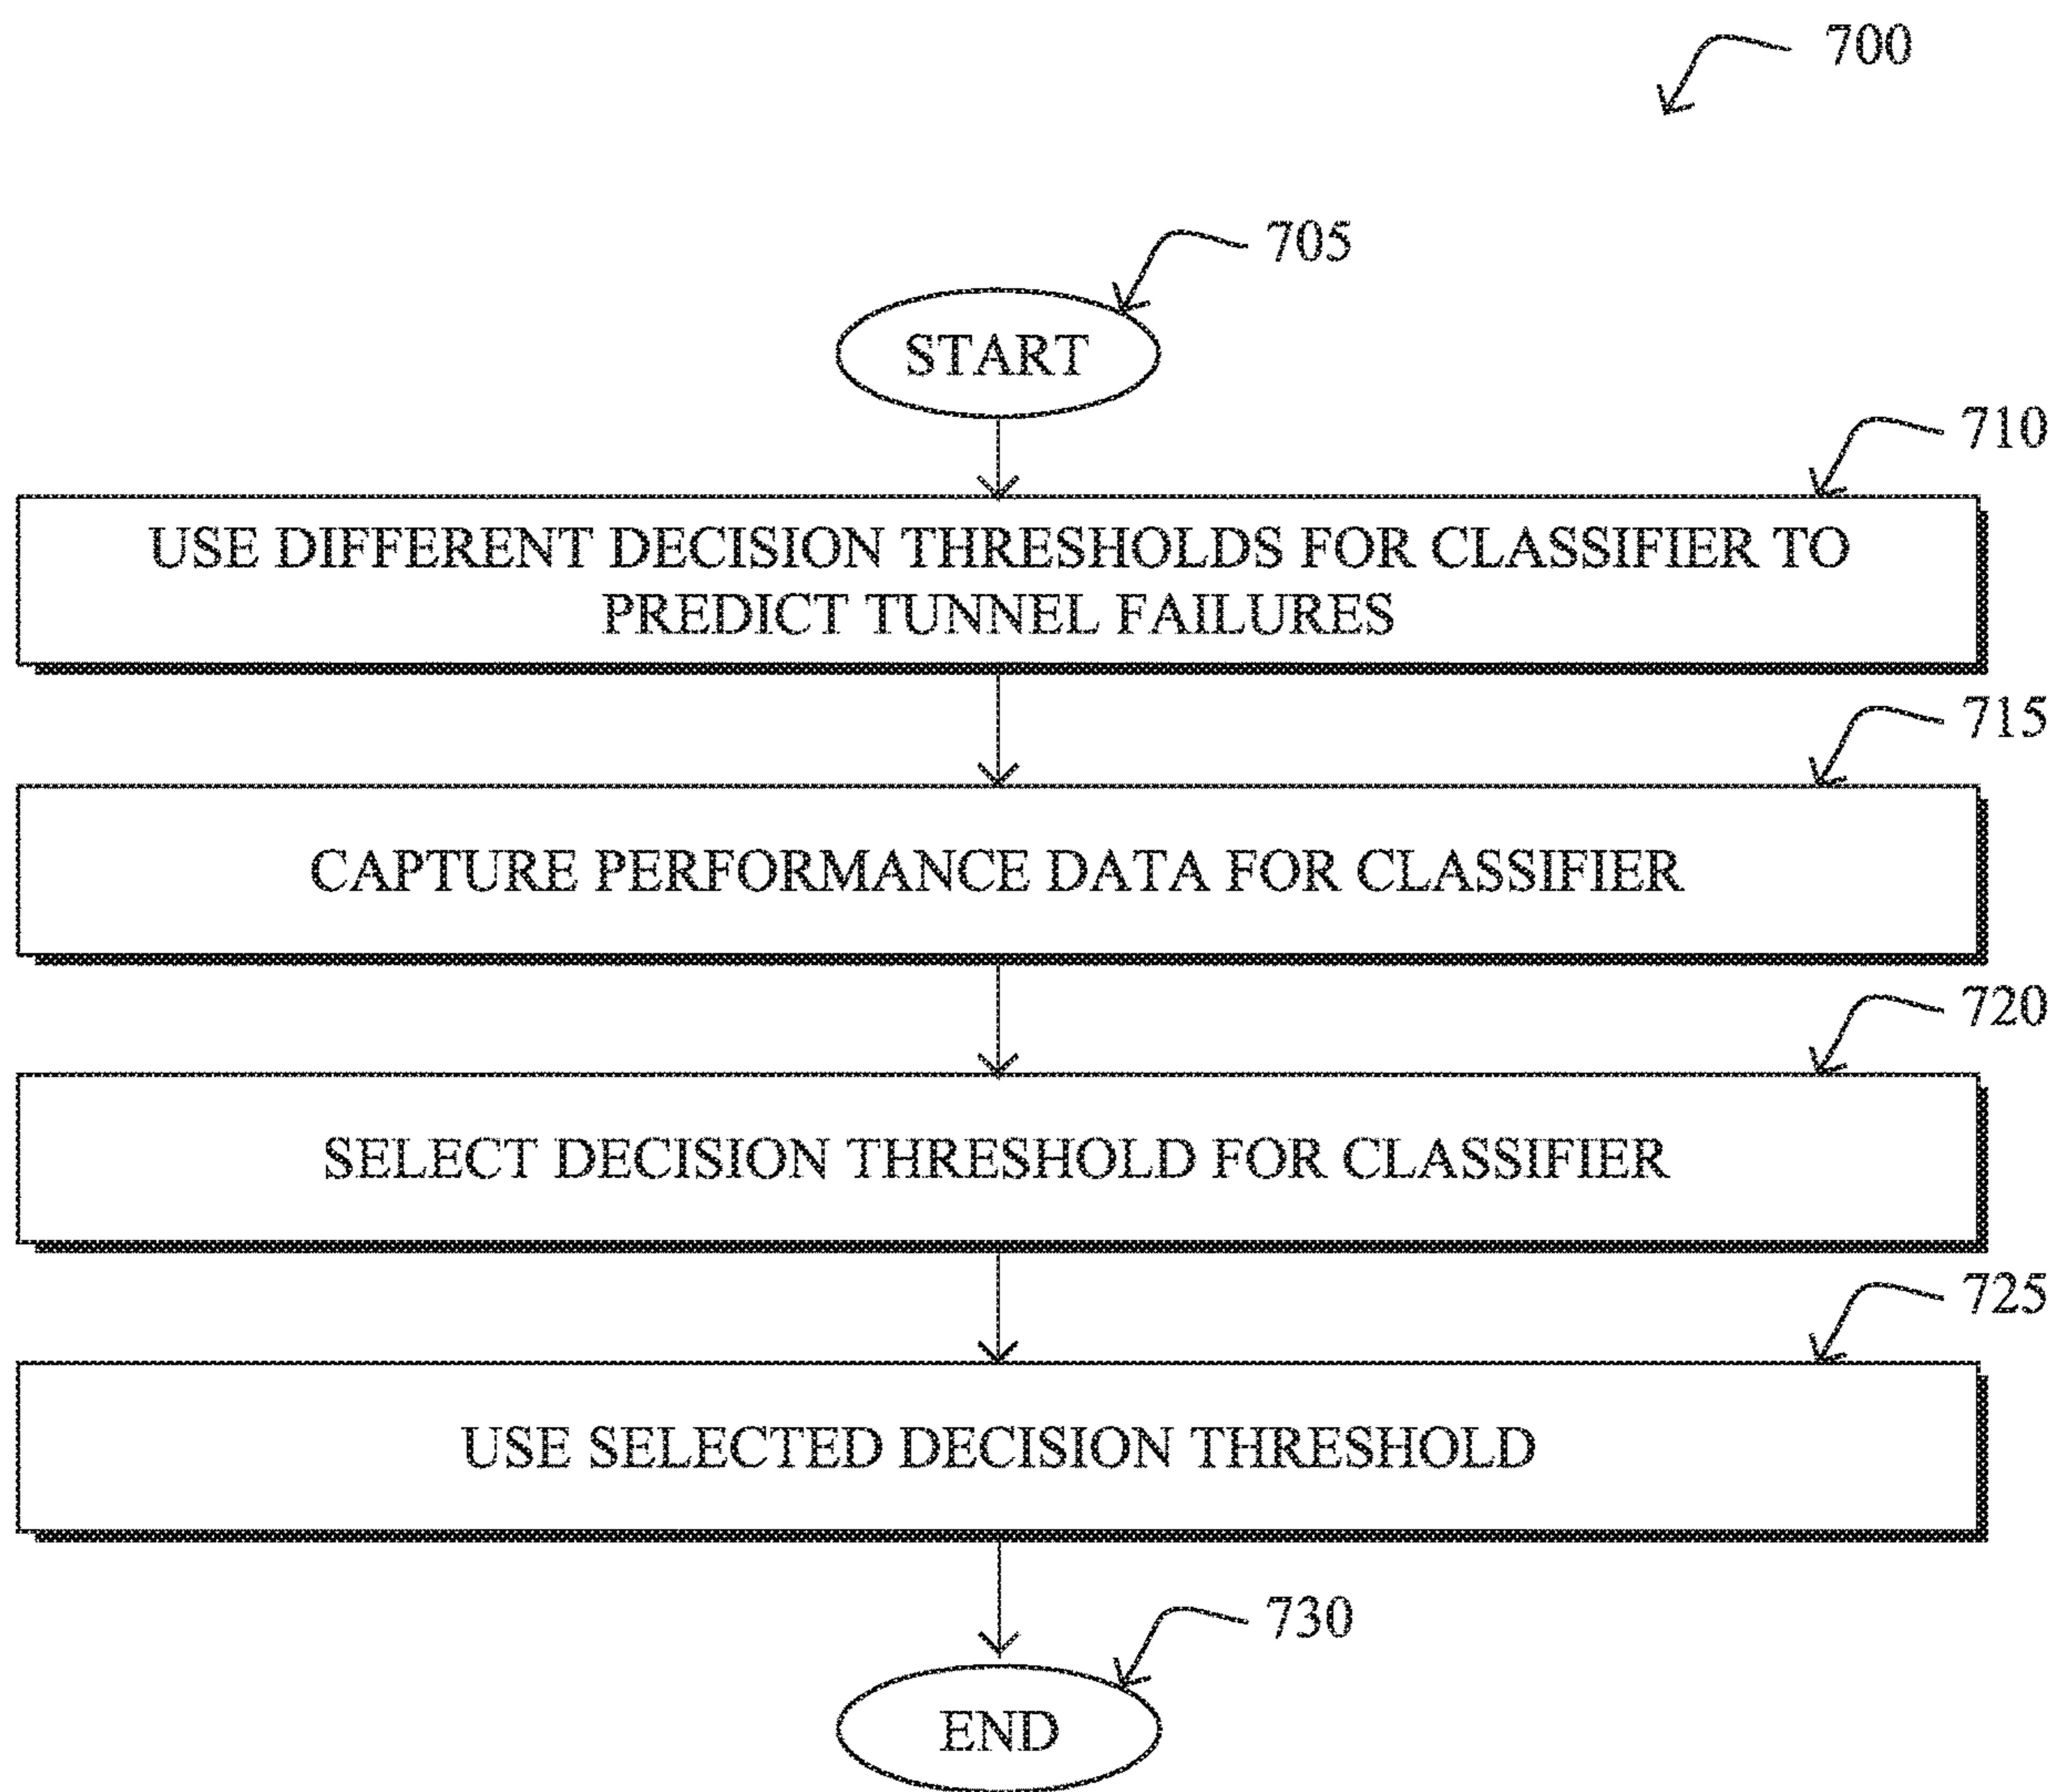 700
705
START
710
USE DIFFERENT DECISION THRESHOLDS FOR CLASSIFIER TO
PREDICT TUNNEL FAILURES
715
CAPTURE PERFORMANCE DATA FOR CLASSIFIER
720
SELECT DECISION THRESHOLD FOR CLASSIFIER
725
USE SELECTED DECISION THRESHOLD
730
END